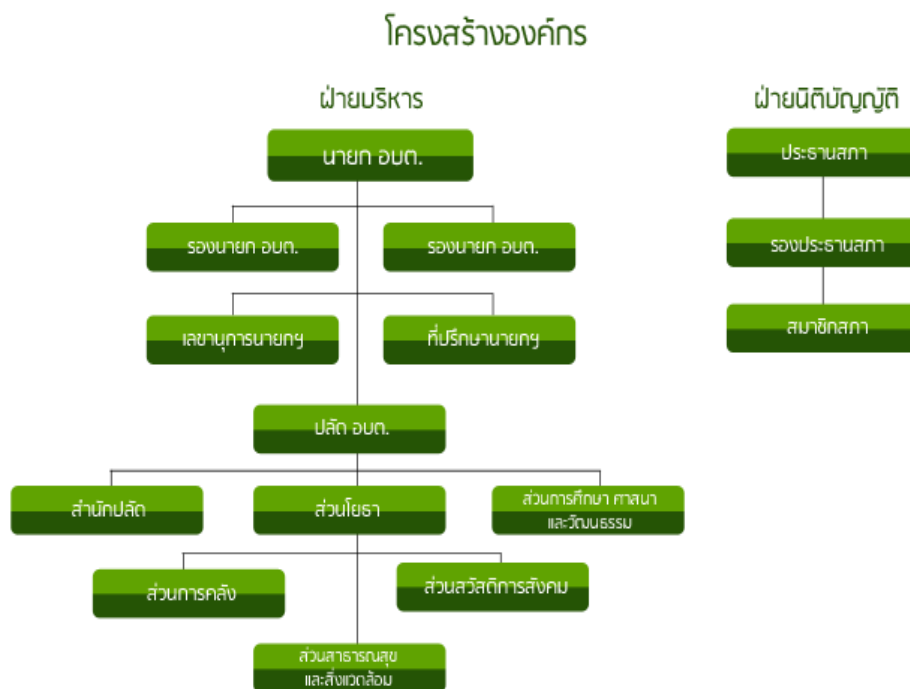 โครงสร้างองค์กร
ฝ่ายบริหาร
นายก อบต.
รองนายก อบต.
รองนายก อบต.
เลขานุการนายกฯ
ที่ปรึกษานายกฯ
ปลัด อบต.
สำนักปลัด
ส่วนโยธา
ส่วนการศึกษา ศาสนา
และวัฒนธรรม
ส่วนการคลัง
ส่วนสวัสดิการสังคม
ส่วนสาธารณสุข
และสิ่งแวดล้อม
ฝ่ายนิติบัญญัติ
ประธานสภา
รองประธานสภา
สมาชิกสภา